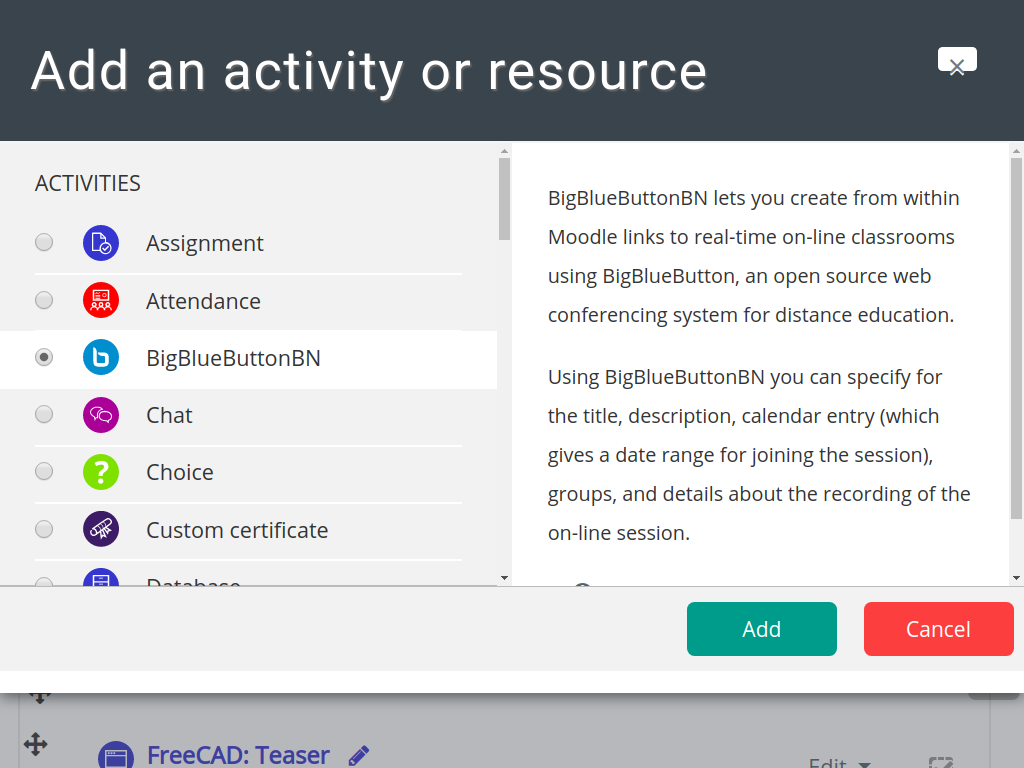 Add an activity or resource
ACTIVITIES
Assignment
Attendance
BigBlueButtonBN
Chat
Choice
Custom certificate
Database
BigBlueButtonBN lets you create from within
Moodle links to real-time on-line classrooms
using BigBlueButton, an open source web
conferencing system for distance education.
Using BigBlueButtonBN you can specify for
the title, description, calendar entry (which
gives a date range for joining the session),
groups, and details about the recording of the
on-line session.
Add
Cancel
FreeCAD: Teaser
Edit